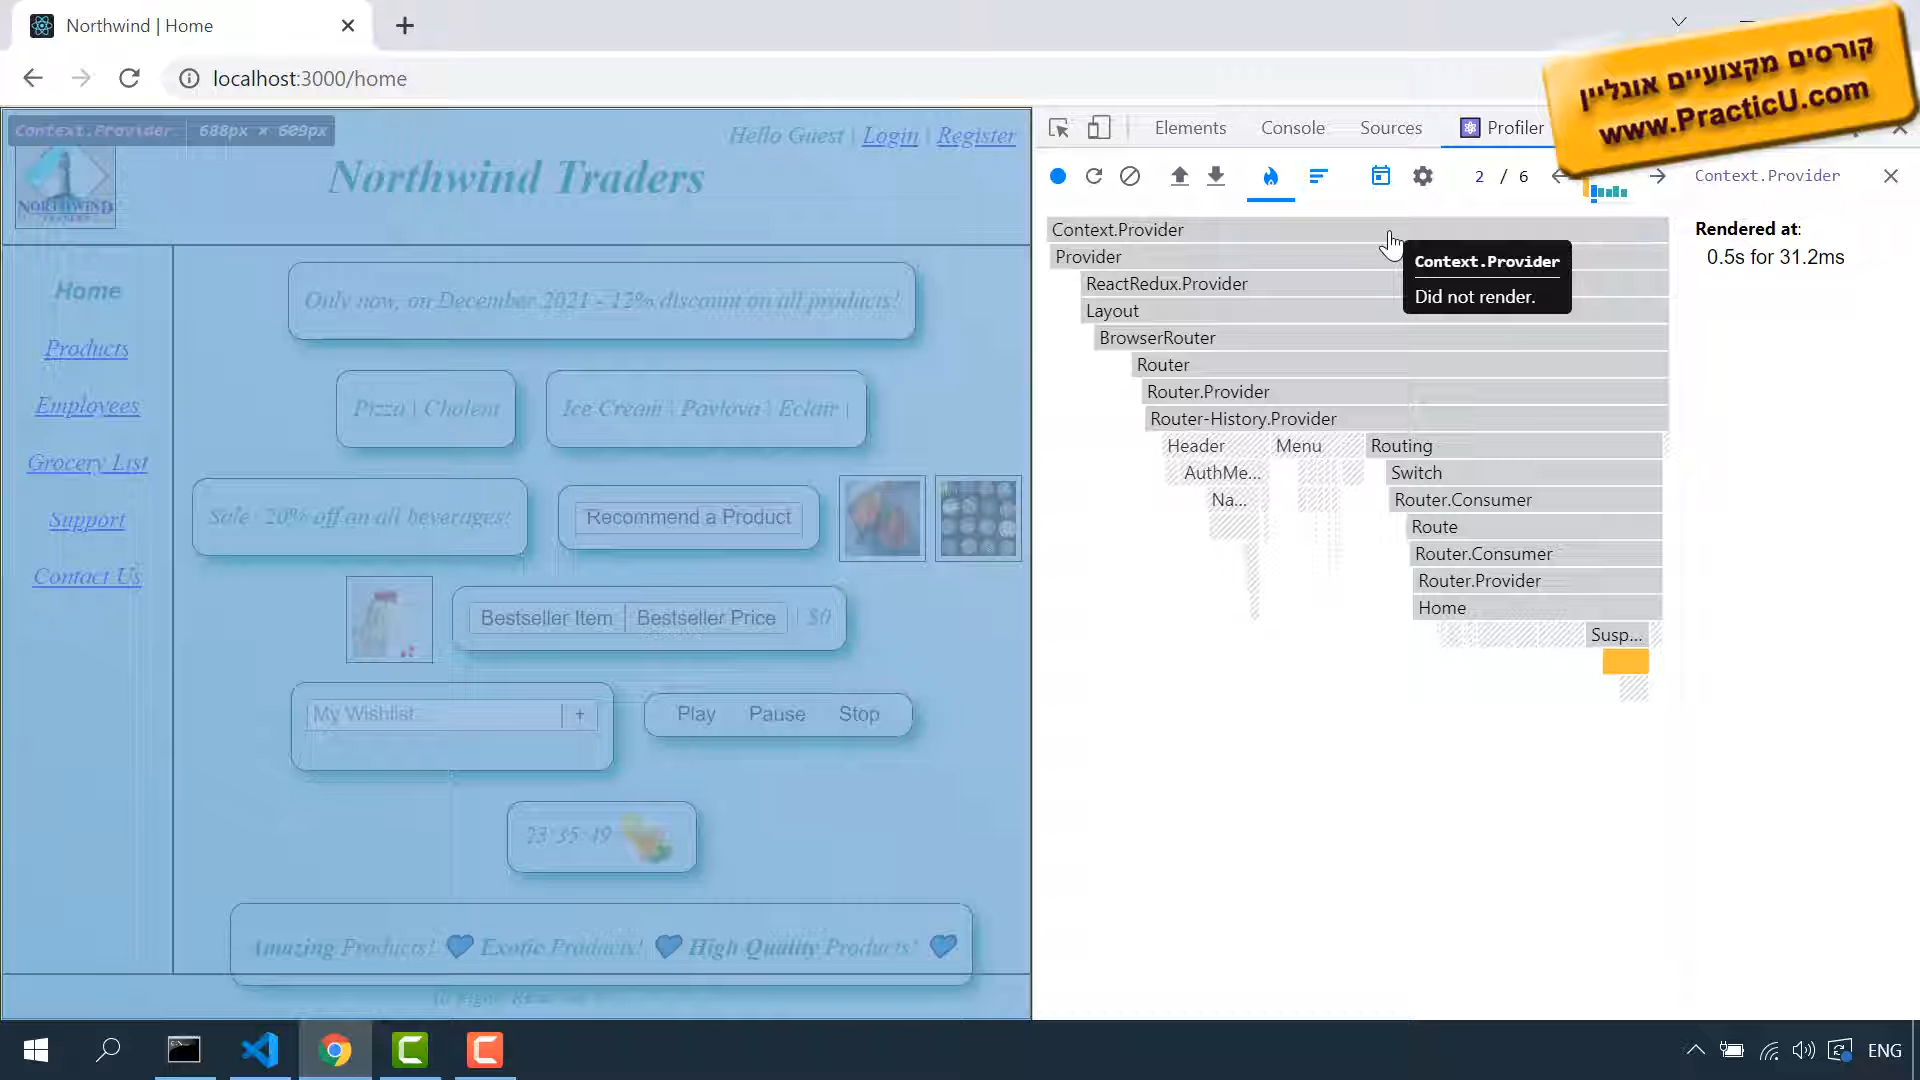 Northwind | Home
localhost:3000/home
קורסים מקצועיים אונליין
www.PracticU.com
Context.Provider | 688px × 609px
Hello Guest | Login | Register
NORTHWIND
Northwind Traders
Home
Products
Employees
Grocery List
Support
Contact Us
Only now, on December 2021 - 12% discount on all products!
Pizza | Cholent
Ice Cream | Pavlova | Eclair |
Sale: 20% off on all beverages!
Recommend a Product
Bestseller Item
Bestseller Price
| $0
My Wishlist...
+
Play Pause Stop
23:35:49
Amazing Products! Exotic Products! High Quality Products!
Elements Console Sources Profiler
2 / 6
Context.Provider
Context.Provider
Provider
ReactRedux.Provider
Layout
BrowserRouter
Router
Router.Provider
Router-History.Provider
Header Menu Routing
AuthMe... Switch
Na... Router.Consumer
Route
Router.Consumer
Router.Provider
Home
Susp...
Context.Provider
Did not render.
Rendered at:
0.5s for 31.2ms
ENG